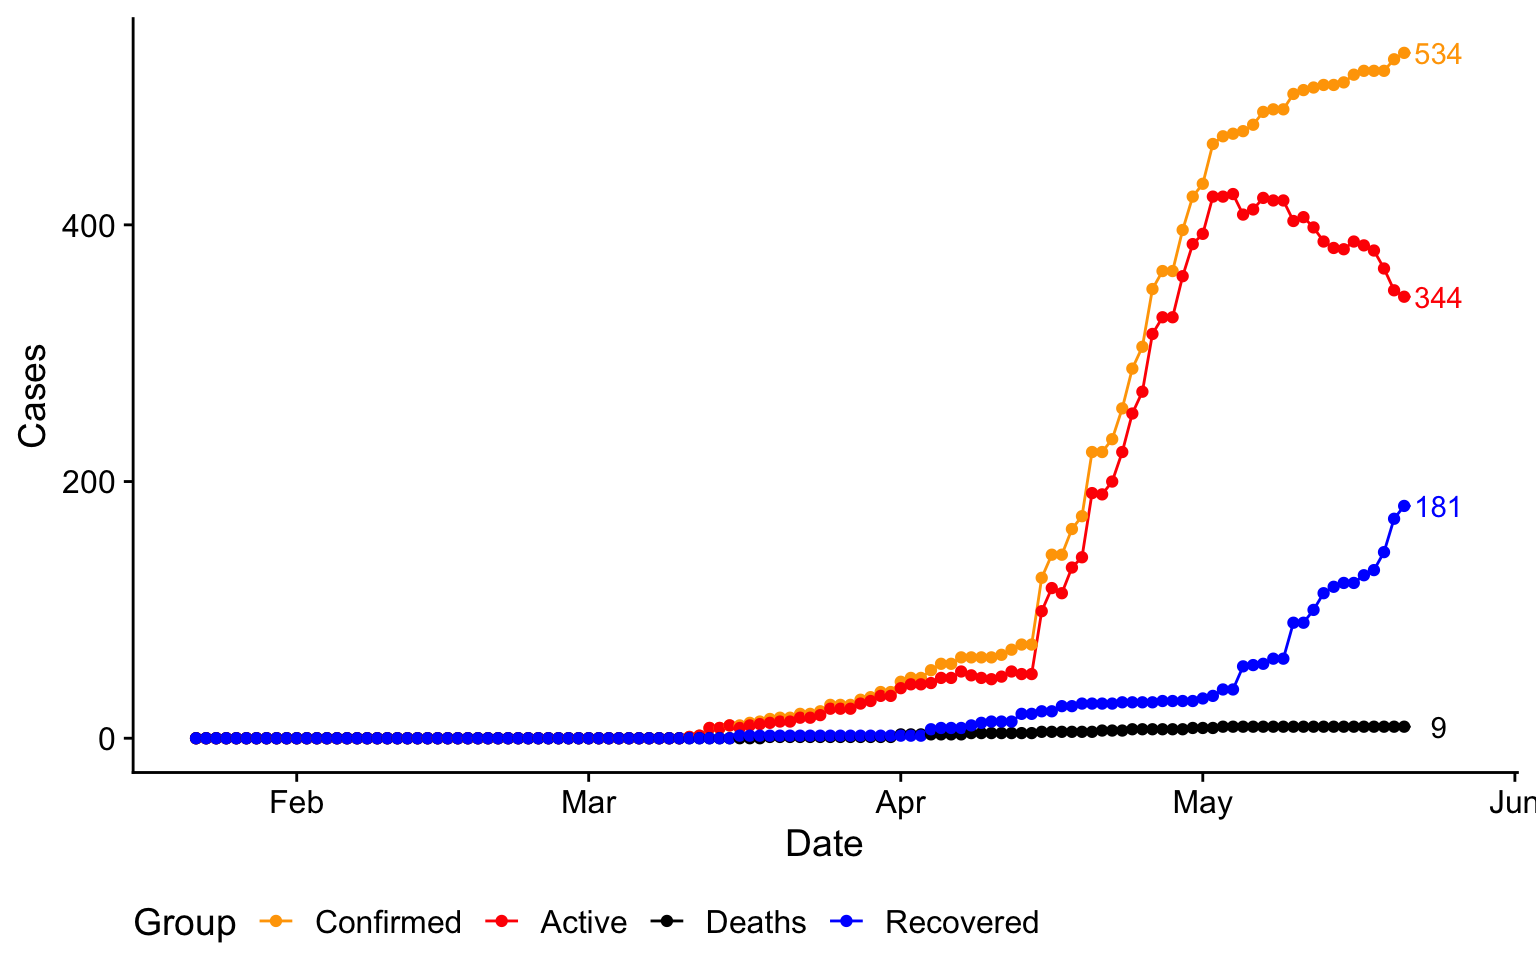 534
400
344
Cases
200
181
0
9
Feb Mar Apr May Jun
Date
Group Confirmed Active Deaths Recovered